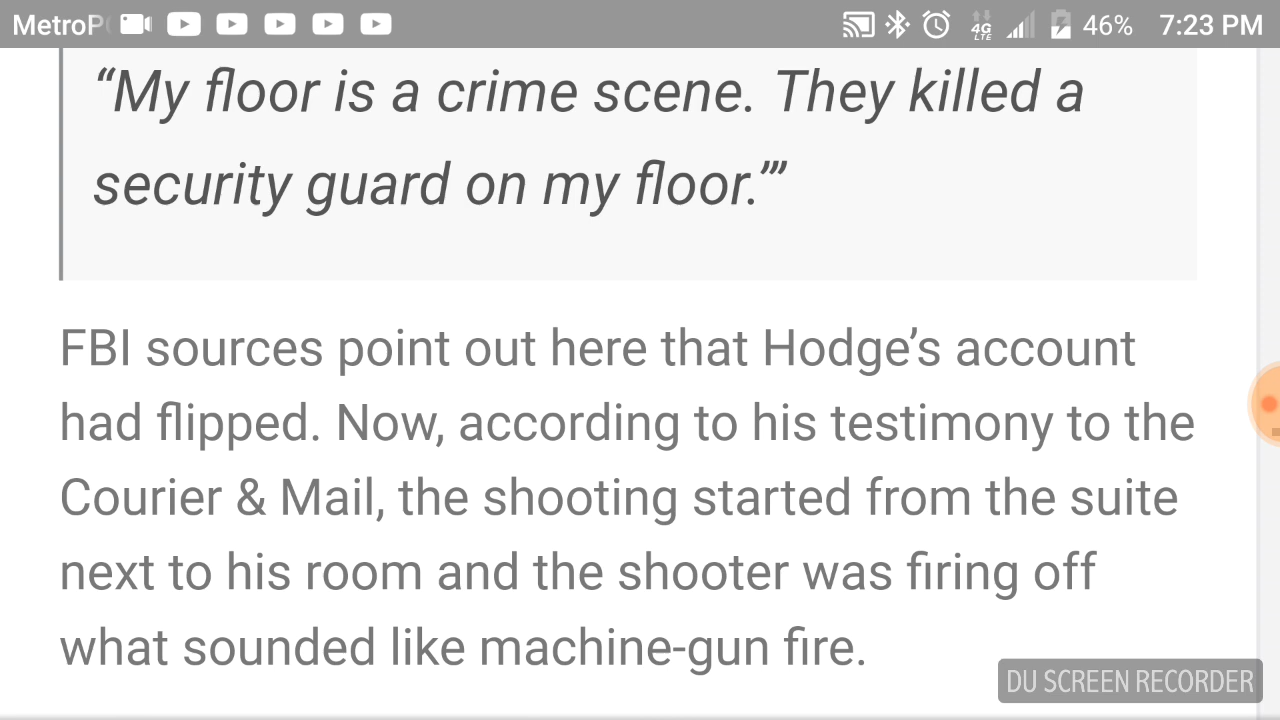 MetroP 4G LTE 46% 7:23 PM
“My floor is a crime scene. They killed a
security guard on my floor.’”
FBI sources point out here that Hodge’s account
had flipped. Now, according to his testimony to the
Courier & Mail, the shooting started from the suite
next to his room and the shooter was firing off
what sounded like machine-gun fire.
DU SCREEN RECORDER